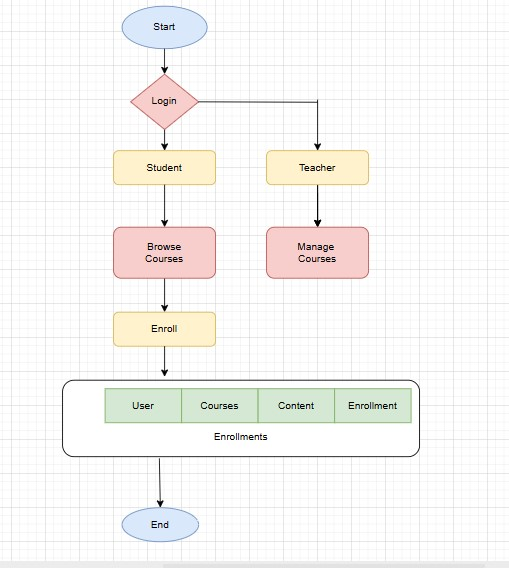 Start
Login
Student
Teacher
Browse
Courses
Manage
Courses
Enroll
User
Courses
Content
Enrollment
Enrollments
End